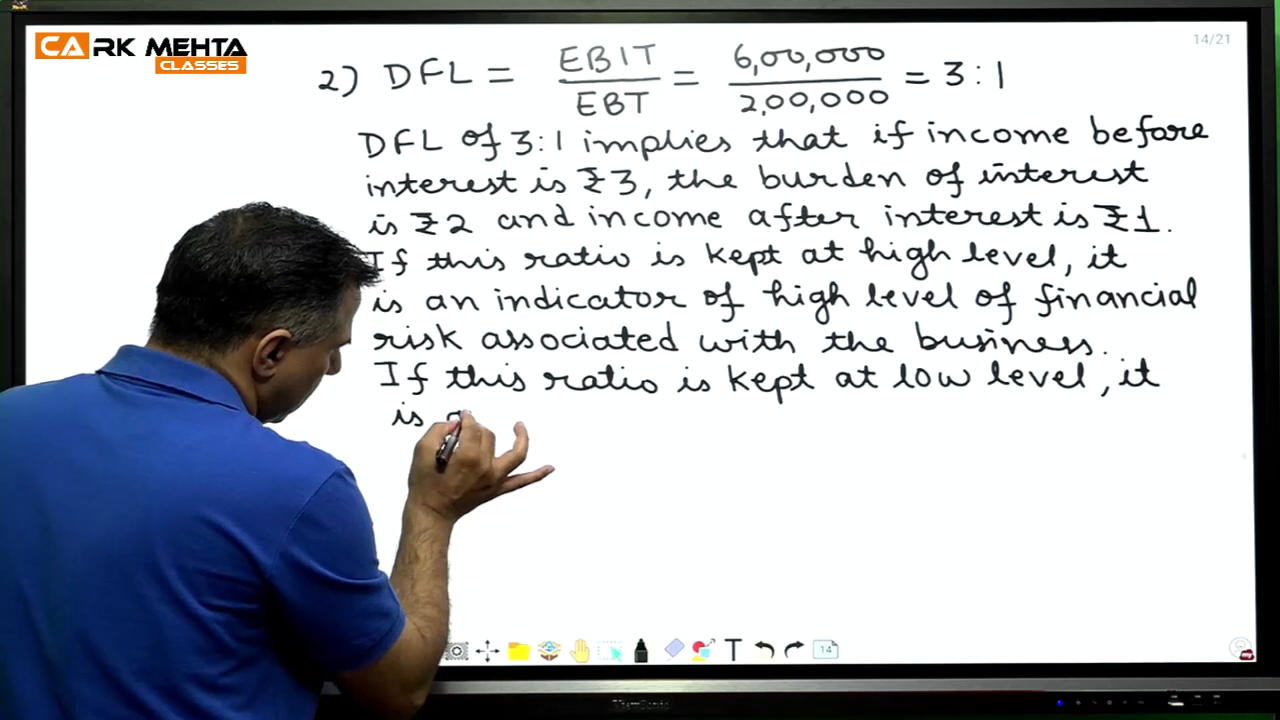 CA RK MEHTA
CLASSES
14/21
2) DFL = EBIT / EBT = 6,00,000 / 2,00,000 = 3:1
DFL of 3:1 implies that if income before
interest is ₹3, the burden of interest
is ₹2 and income after interest is ₹1.
If this ratio is kept at high level, it
is an indicator of high level of financial
risk associated with the business.
If this ratio is kept at low level, it
is
T
14